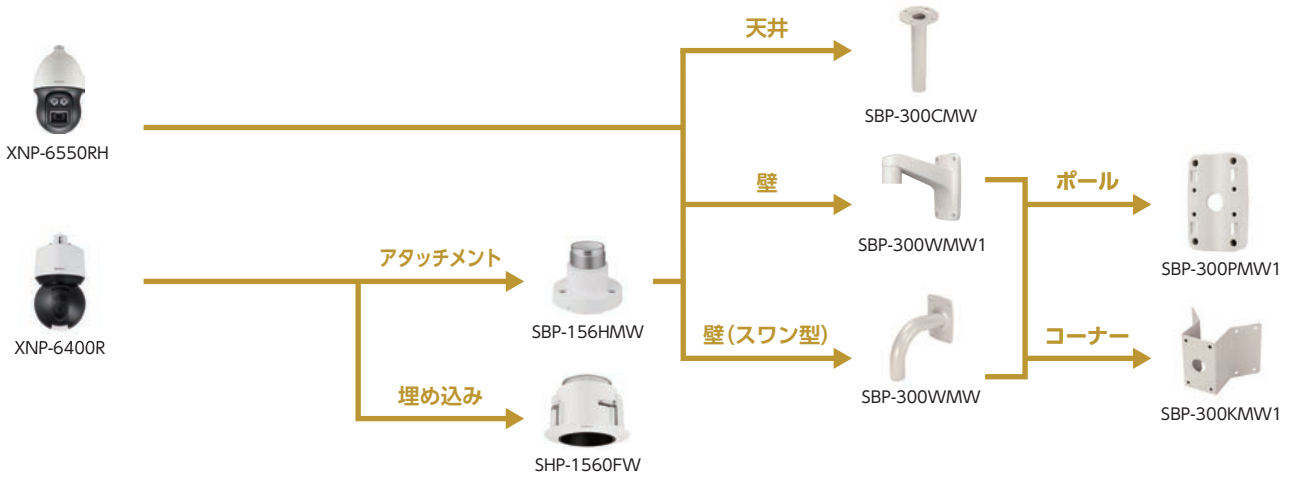 天井
XNP-6550RH
SBP-300CMW
壁
ポール
SBP-300WMW1
SBP-300PMW1
アタッチメント
XNP-6400R
SBP-156HMW
壁(スワン型)
コーナー
SBP-300WMW
SBP-300KMW1
埋め込み
SHP-1560FW